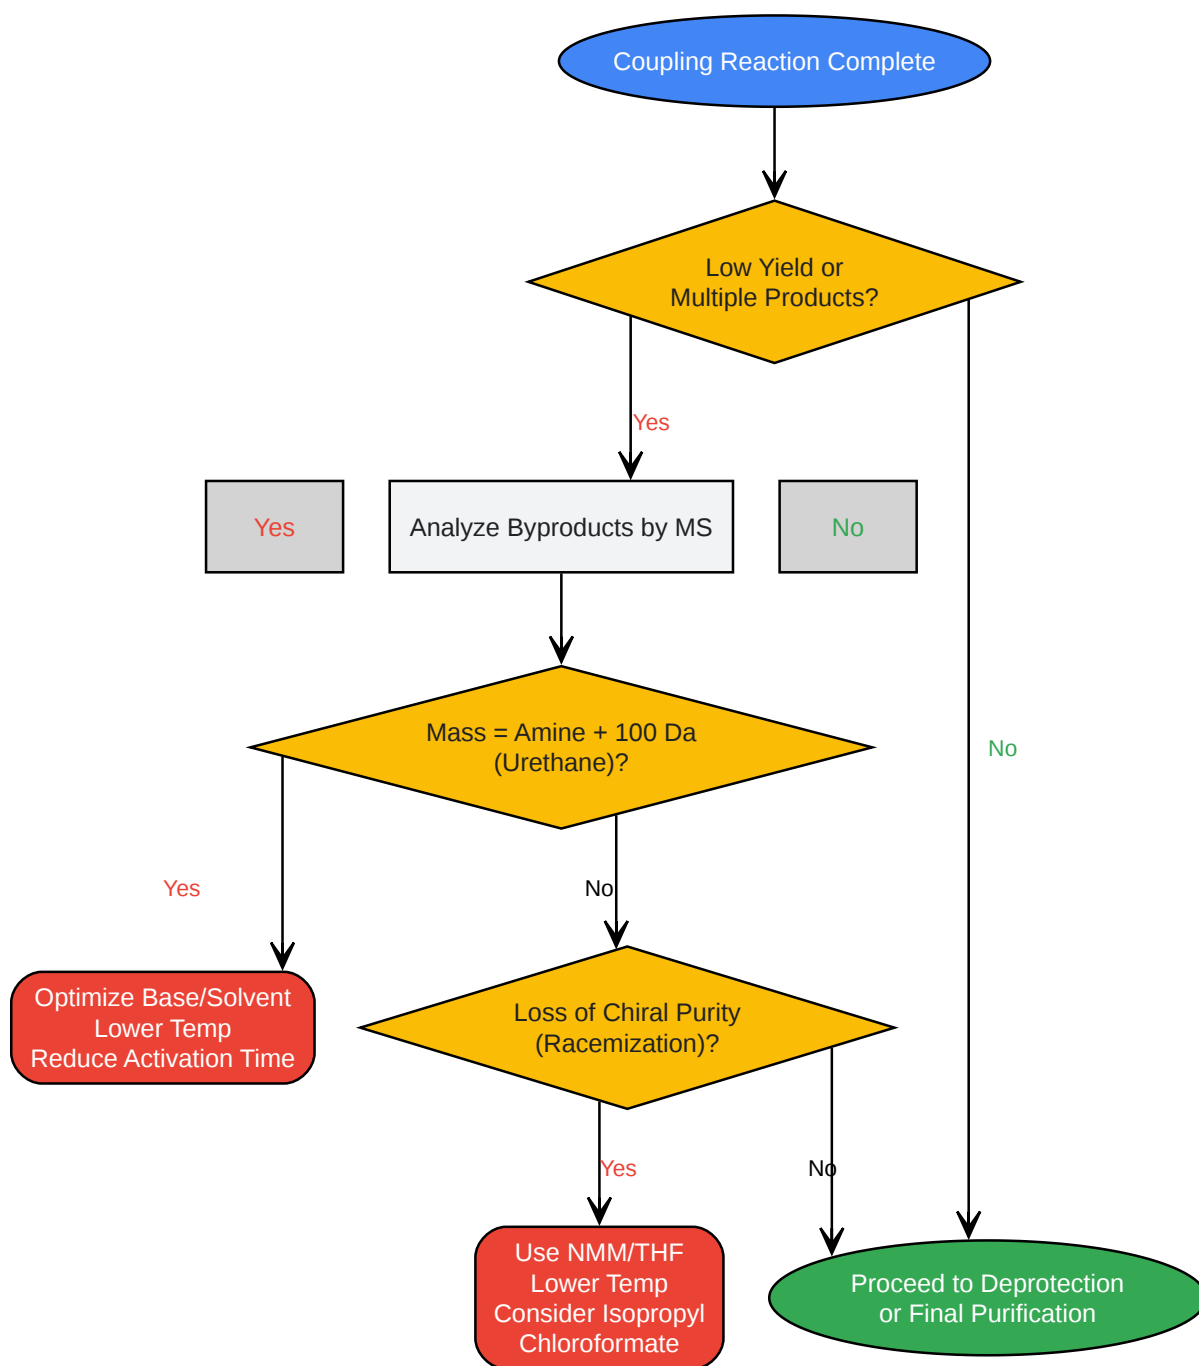 Coupling Reaction Complete
Low Yield or
Multiple Products?
Yes
Yes
Analyze Byproducts by MS
No
Mass = Amine + 100 Da
(Urethane)?
No
Yes
No
Optimize Base/Solvent
Lower Temp
Reduce Activation Time
Loss of Chiral Purity
(Racemization)?
Yes
No
Use NMM/THF
Lower Temp
Consider Isopropyl
Chloroformate
Proceed to Deprotection
or Final Purification